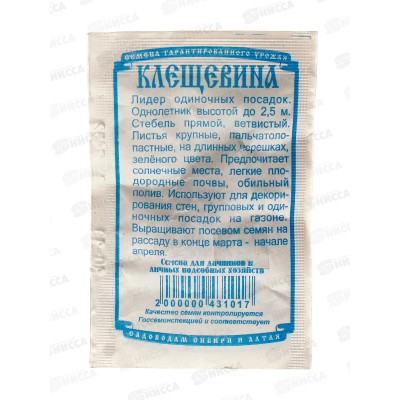 СЕМЕНА ГАРАНТИРОВАННОГО УРОЖАЯ
КЛЕЩЕВИНА
Лидер одиночных посадок.
Однолетник высотой до 2,5 м.
Стебель прямой, ветвистый.
Листья крупные, пальчатоло-
пастные, на длинных черешках,
зелёного цвета. Предпочитает
солнечные места, легкие пло-
дородные почвы, обильный
полив. Используют для декори-
рования стен, групповых и оди-
ночных посадок на газоне.
Выращивают посевом семян на
рассаду в конце марта - начале
апреля.
Семена для дачников и
личных подсобных хозяйств
2 000000 431017
Качество семян контролируется
Госсеминспекцией и соответствует
САДОВОДАМ СИБИРИ И АЛТАЯ